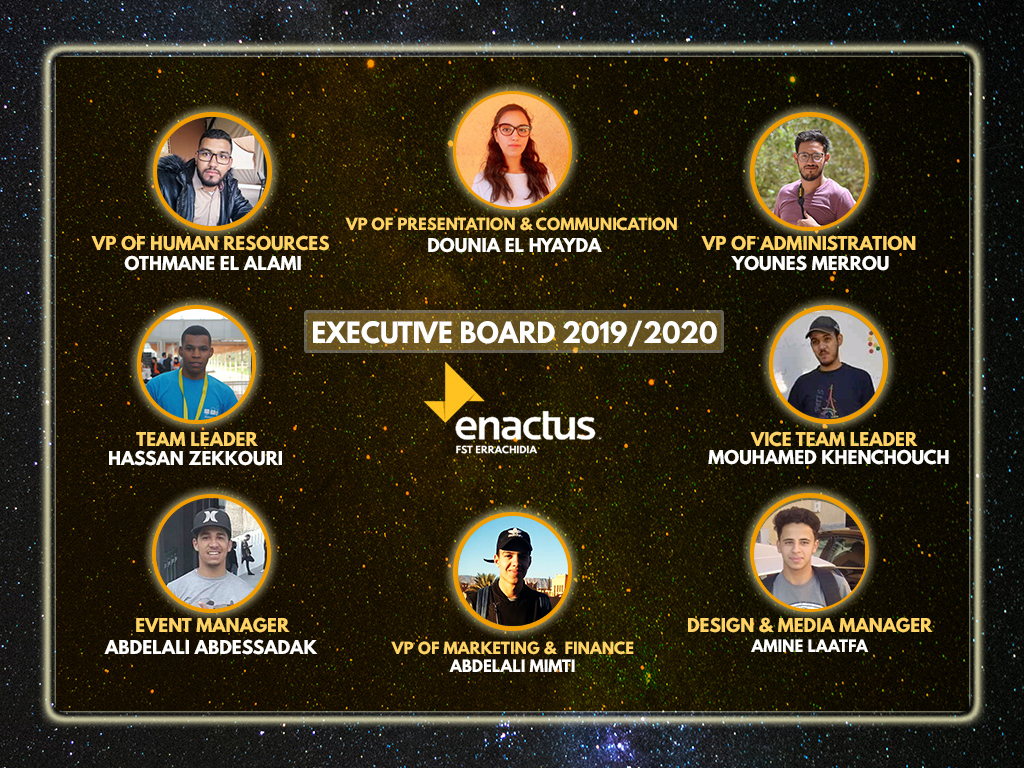 VP OF HUMAN RESOURCES
OTHMANE EL ALAMI
VP OF PRESENTATION & COMMUNICATION
DOUNIA EL HYAYDA
VP OF ADMINISTRATION
YOUNES MERROU
EXECUTIVE BOARD 2019/2020
enactus
FST ERRACHIDIA
TEAM LEADER
HASSAN ZEKKOURI
VICE TEAM LEADER
MOUHAMED KHENCHOUCH
EVENT MANAGER
ABDELALI ABDESSADAK
VP OF MARKETING & FINANCE
ABDELALI MIMTI
DESIGN & MEDIA MANAGER
AMINE LAATFA